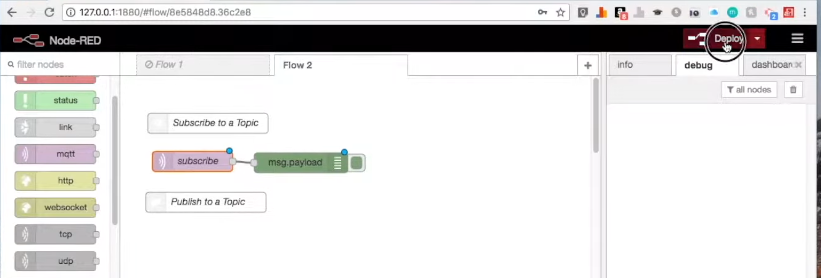 127.0.0.1:1880/#flow/8e5848d8.36c2e8
Node-RED
Deploy
filter nodes
Flow 1
Flow 2
info
debug
dashboar
all nodes
status
link
mqtt
http
websocket
tcp
udp
Subscribe to a Topic
subscribe
msg.payload
Publish to a Topic